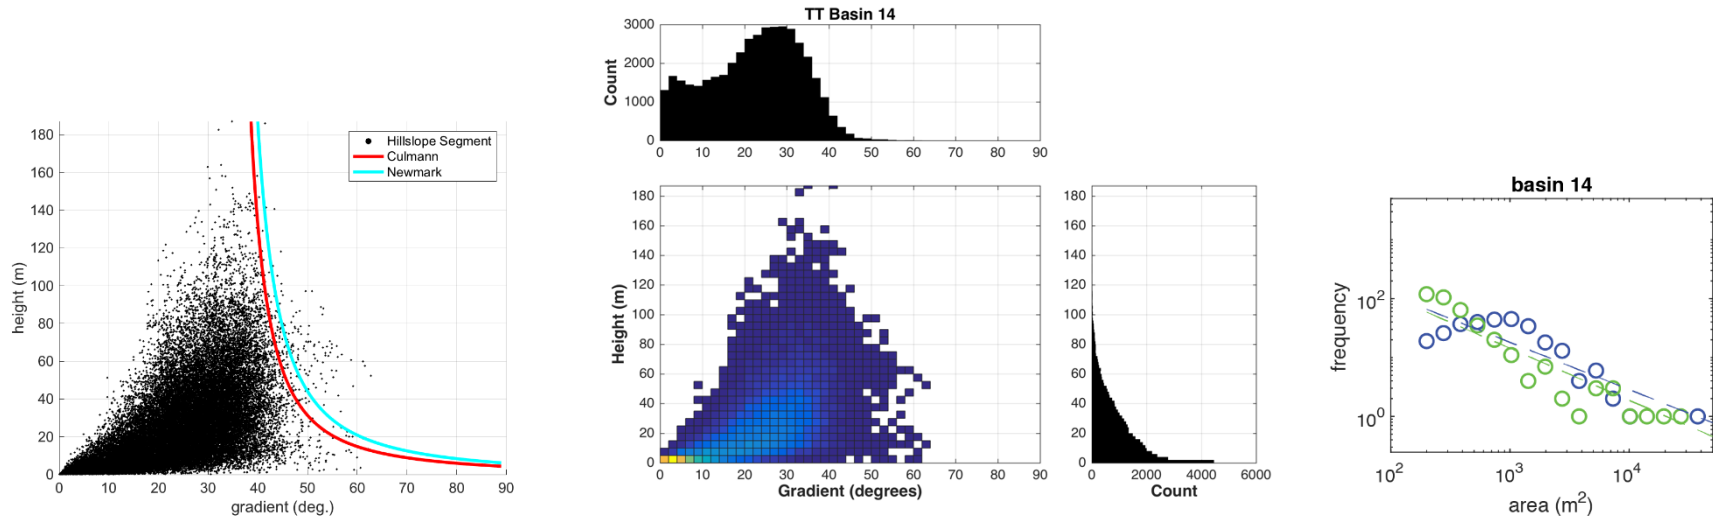 180
160
140
120
100
80
60
40
20
0
height (m)
0 10 20 30 40 50 60 70 80 90
gradient (deg.)
Hillslope Segment
Culmann
Newmark
TT Basin 14
3000
2000
1000
0
Count
0 10 20 30 40 50 60 70 80 90
180
160
140
120
100
80
60
40
20
0
Height (m)
0 10 20 30 40 50 60 70 80 90
Gradient (degrees)
180
160
140
120
100
80
60
40
20
0
0 2000 4000 6000
Count
basin 14
10²
10⁰
frequency
10² 10³ 10⁴
area (m²)